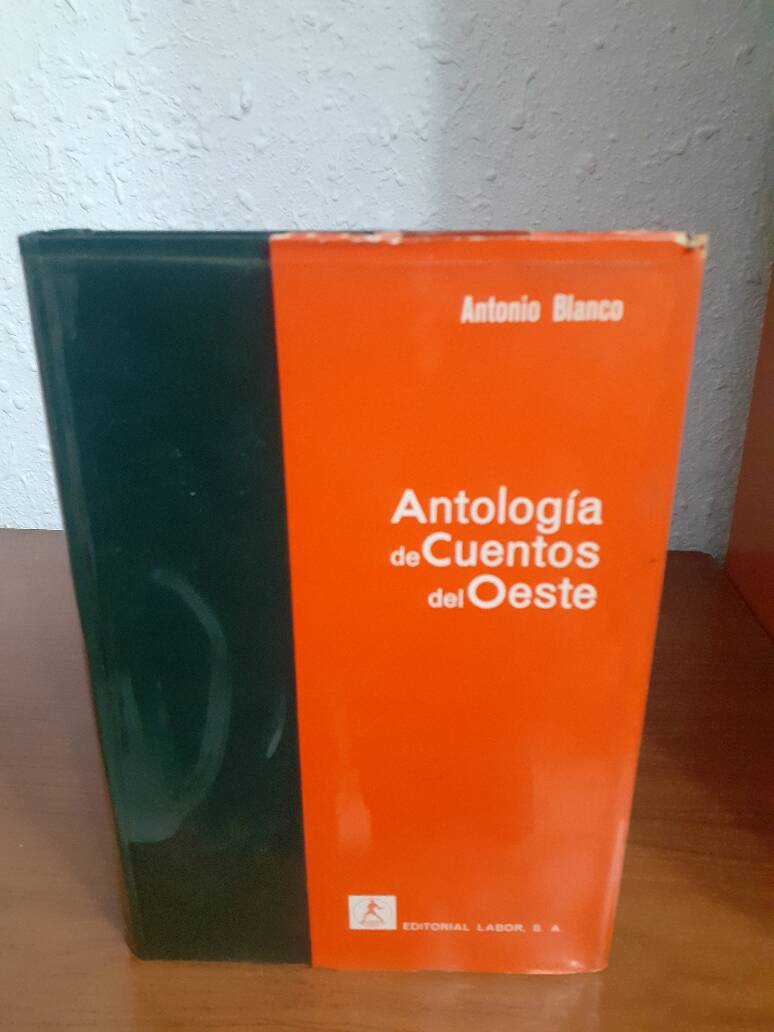 Antonio Blanco
Antología
de Cuentos
del Oeste
EDITORIAL LABOR, S. A.